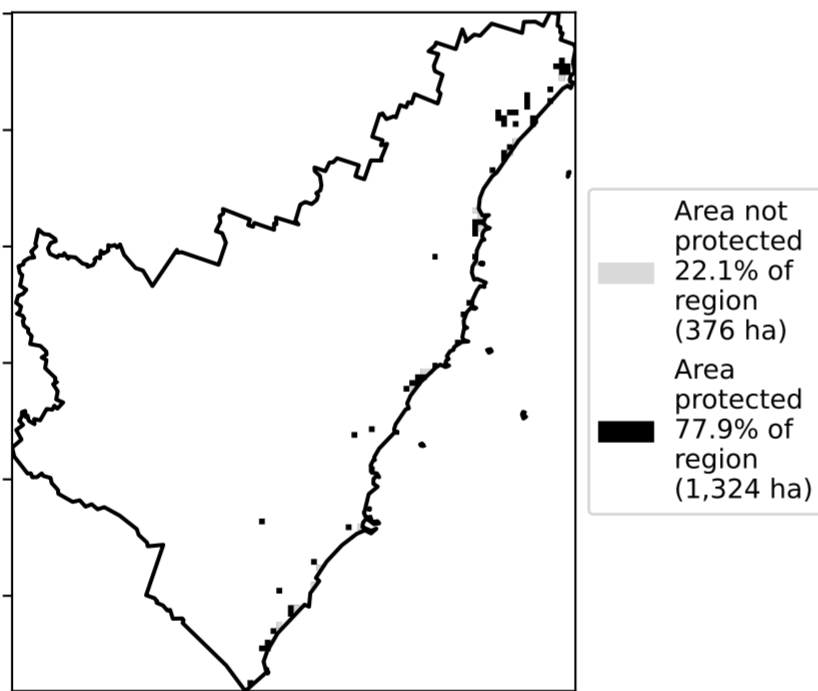 Area not
protected
22.1% of
region
(376 ha)
Area
protected
77.9% of
region
(1,324 ha)